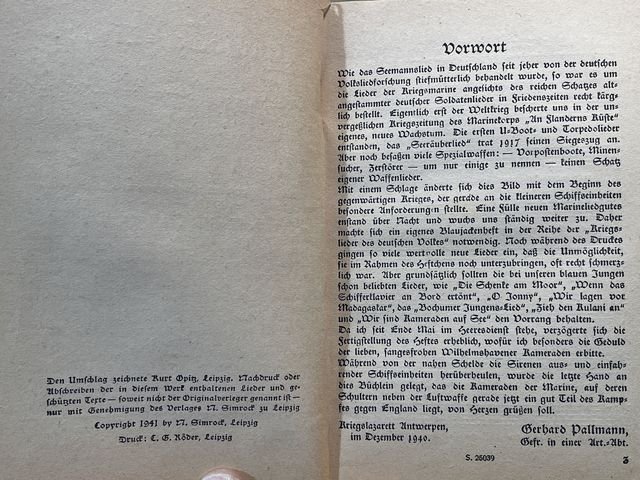 Den Umschlag zeichnete Kurt Opitz, Leipzig. Nachdruck oder
Abschreiben der in diesem Werk enthaltenen Lieder und ge-
schützten Texte — soweit nicht der Originalverleger genannt ist —
nur mit Genehmigung des Verlages N. Simrock zu Leipzig
Copyright 1941 by N. Simrock, Leipzig
Druck: C. G. Röder, Leipzig
Vorwort
Wie das Seemannslied in Deutschland seit jeher von der deutschen
Volksliedforschung stiefmütterlich behandelt wurde, so war es um
die Lieder der Kriegsmarine angesichts des reichen Schatzes alt-
angestammter deutscher Soldatenlieder in Friedenszeiten recht kärg-
lich bestellt. Eigentlich erst der Weltkrieg bescherte uns in der un-
vergeßlichen Kriegszeitung des Marinekorps „An Flanderns Küste“
eigenes, neues Wachstum. Die ersten U-Boot- und Torpedolieder
entstanden, das „Seeräuberlied“ trat 1917 seinen Siegeszug an.
Aber noch besaßen viele Spezialwaffen: — Vorpostenboote, Minen-
sucher, Zerstörer — um nur einige zu nennen — keinen Schatz
eigener Waffenlieder.
Mit einem Schlage änderte sich dies Bild mit dem Beginn des
gegenwärtigen Krieges, der gerade an die kleineren Schiffseinheiten
besondere Anforderungen stellte. Eine Fülle neuen Marineliedgutes
enstand über Nacht und wuchs uns ständig weiter zu. Daher
machte sich ein eigenes Blaujackenheft in der Reihe der „Kriegs-
lieder des deutschen Volkes“ notwendig. Noch während des Druckes
gingen so viele wertvolle neue Lieder ein, daß die Unmöglichkeit,
sie im Rahmen des Heftchens noch unterzubringen, oft recht schmerz-
lich war. Aber grundsätzlich sollten die bei unseren blauen Jungen
schon beliebten Lieder, wie „Die Schenke am Moor“, „Wenn das
Schifferklavier an Bord ertönt“, „O Jonny“, „Wir lagen vor
Madagaskar“, das „Bochumer Jungens-Lied“, „Zieh den Kulani an“
und „Wir sind Kameraden auf See“ den Vorrang behalten.
Da ich seit Ende Mai im Heeresdienst stehe, verzögerte sich die
Fertigstellung des Heftes erheblich, wofür ich besonders die Geduld
der lieben, sangesfrohen Wilhelmshavener Kameraden erbitte.
Während von der nahen Schelde die Sirenen aus- und einfah-
render Schiffseinheiten herüberheulen, wurde die letzte Hand an
dies Büchlein gelegt, das die Kameraden der Marine, auf deren
Schultern neben der Luftwaffe gerade jetzt ein gut Teil des Kamp-
fes gegen England liegt, von Herzen grüßen soll.
Kriegslazarett Antwerpen,
im Dezember 1940.
Gerhard Pallmann,
Gefr. in einer Art.-Abt.
S. 25039
3